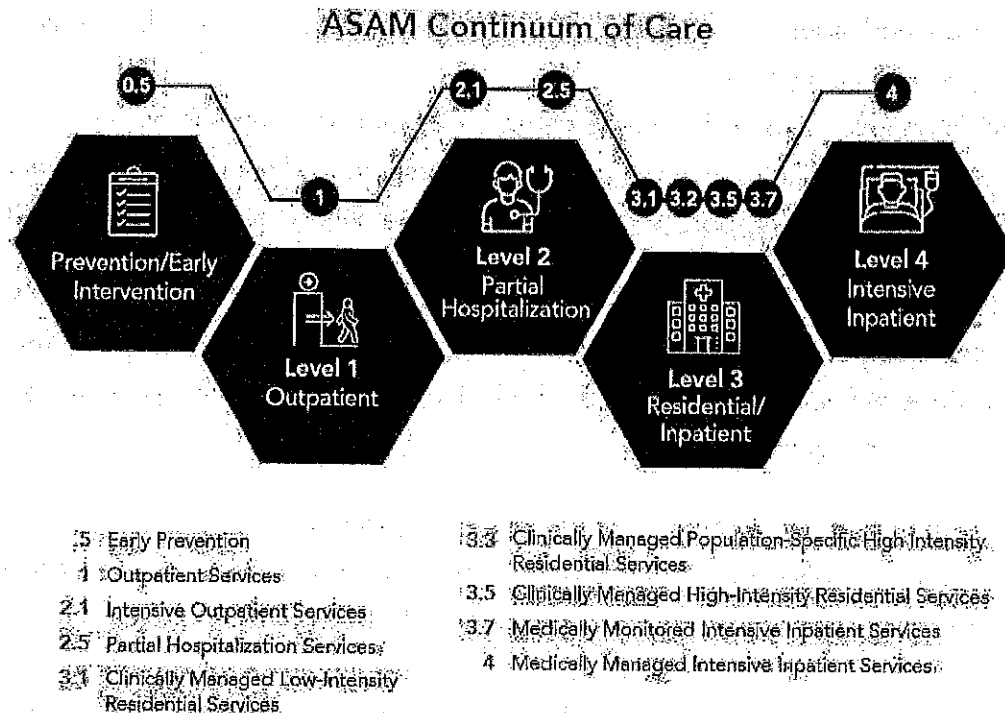 ASAM Continuum of Care
0.5
2.1
2.5
4
1
3.1
3.2
3.5
3.7
Prevention/Early
Intervention
Level 1
Outpatient
Level 2
Partial
Hospitalization
Level 3
Residential/
Inpatient
Level 4
Intensive
Inpatient
.5 Early Prevention
1 Outpatient Services
2.1 Intensive Outpatient Services
2.5 Partial Hospitalization Services
3.1 Clinically Managed Low-Intensity
Residential Services
3.3 Clinically Managed Population-Specific High Intensity
Residential Services
3.5 Clinically Managed High-Intensity Residential Services
3.7 Medically Monitored Intensive Inpatient Services
4 Medically Managed Intensive Inpatient Services